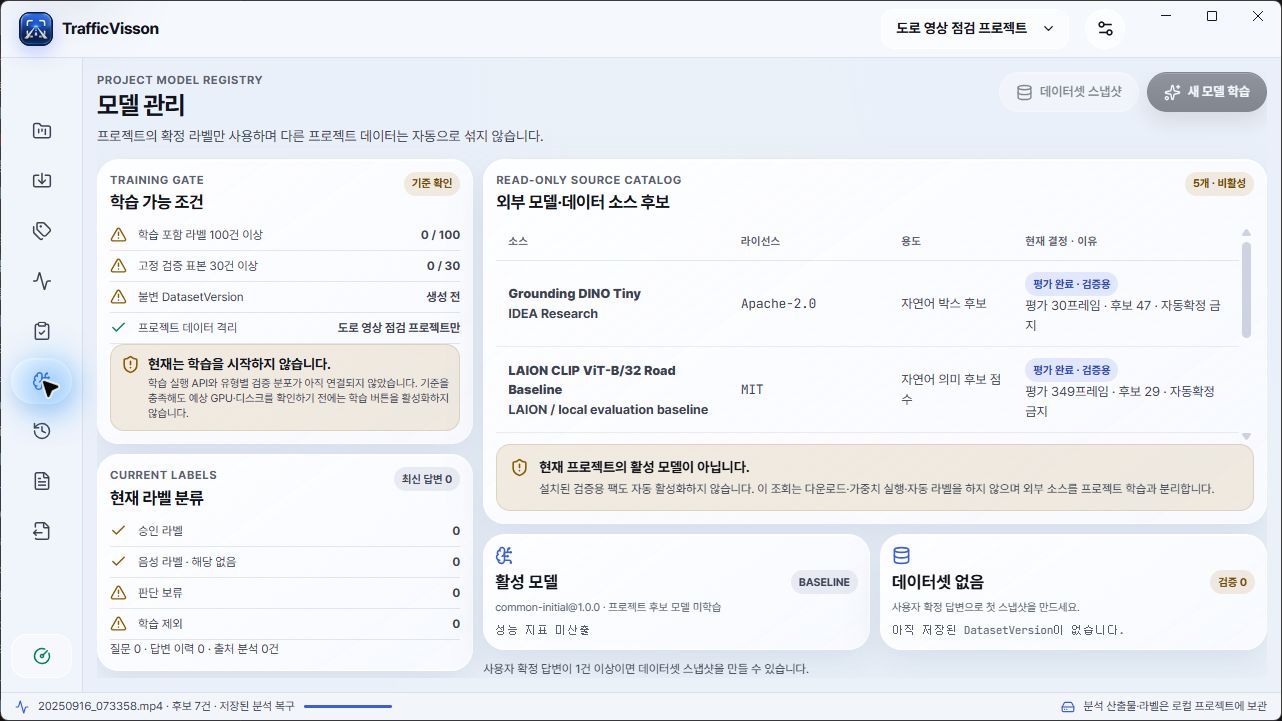 TrafficVisson
도로 영상 점검 프로젝트
PROJECT MODEL REGISTRY
모델 관리
프로젝트의 확정 라벨만 사용하며 다른 프로젝트 데이터는 자동으로 섞지 않습니다.
데이터셋 스냅샷
새 모델 학습
TRAINING GATE
학습 가능 조건
기준 확인
학습 포함 라벨 100건 이상 0 / 100
고정 검증 표본 30건 이상 0 / 30
불변 DatasetVersion 생성 전
프로젝트 데이터 격리 도로 영상 점검 프로젝트만
현재는 학습을 시작하지 않습니다.
학습 실행 API와 유형별 검증 분포가 아직 연결되지 않았습니다. 기준을
충족해도 예상 GPU·디스크를 확인하기 전에는 학습 버튼을 활성화하지
않습니다.
CURRENT LABELS
현재 라벨 분류
최신 답변 0
승인 라벨 0
음성 라벨 · 해당 없음 0
판단 보류 0
학습 제외 0
질문 0 · 답변 이력 0 · 출처 분석 0건
READ-ONLY SOURCE CATALOG
외부 모델·데이터 소스 후보
5개 · 비활성
소스 라이선스 용도 현재 결정 · 이유
Grounding DINO Tiny
IDEA Research
Apache-2.0
자연어 박스 후보
평가 완료 · 검증용
평가 30프레임 · 후보 47 · 자동확정 금
지
LAION CLIP ViT-B/32 Road
Baseline
LAION / local evaluation baseline
MIT
자연어 의미 후보 점
수
평가 완료 · 검증용
평가 349프레임 · 후보 29 · 자동확정
금지
현재 프로젝트의 활성 모델이 아닙니다.
설치된 검증용 팩도 자동 활성화하지 않습니다. 이 조회는 다운로드·가중치 실행·자동 라벨을 하지 않으며 외부 소스를 프로젝트 학습과 분리합니다.
활성 모델
BASELINE
common-initial@1.0.0 · 프로젝트 후보 모델 미학습
성능 지표 미산출
데이터셋 없음
검증 0
사용자 확정 답변으로 첫 스냅샷을 만드세요.
아직 저장된 DatasetVersion이 없습니다.
사용자 확정 답변이 1건 이상이면 데이터셋 스냅샷을 만들 수 있습니다.
20250916_073358.mp4 · 후보 7건 · 저장된 분석 복구
분석 산출물·라벨은 로컬 프로젝트에 보관